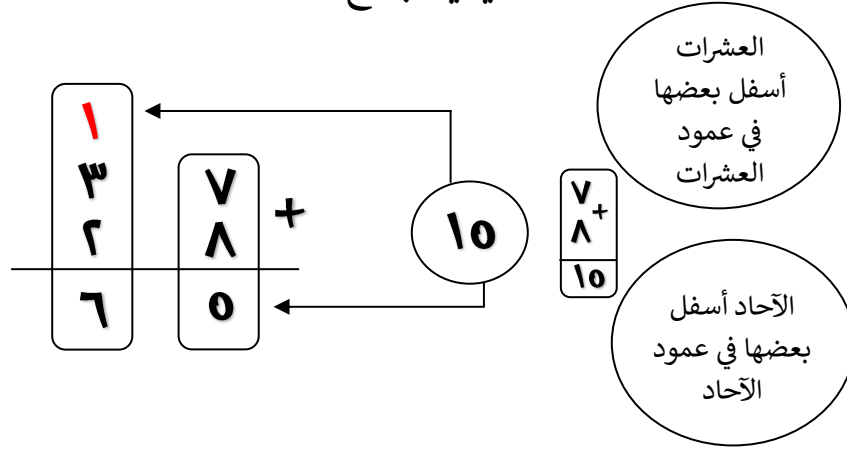 العشرات
أسفل بعضها
في عمود
العشرات
١
٣
٢
٦
٧
+
٨
٥
١٥
٧
+
٨
١٥
الآحاد أسفل
بعضها في عمود
الآحاد